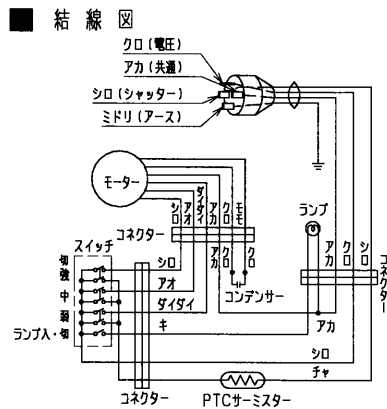 ■ 結線図
クロ(電圧)
アカ(共通)
シロ(シャッター)
ミドリ(アース)
モーター
シロ
アオ
ダイダイ
アカ
クロ
モモ
ランプ
コネクター
スイッチ
切
強
中
弱
ランプ入・切
シロ
アオ
ダイダイ
キ
アカ
クロ
クロ
コンデンサー
アカ
クロ
シロ
コネクター
アカ
シロ
チャ
コネクター
PTCサーミスター